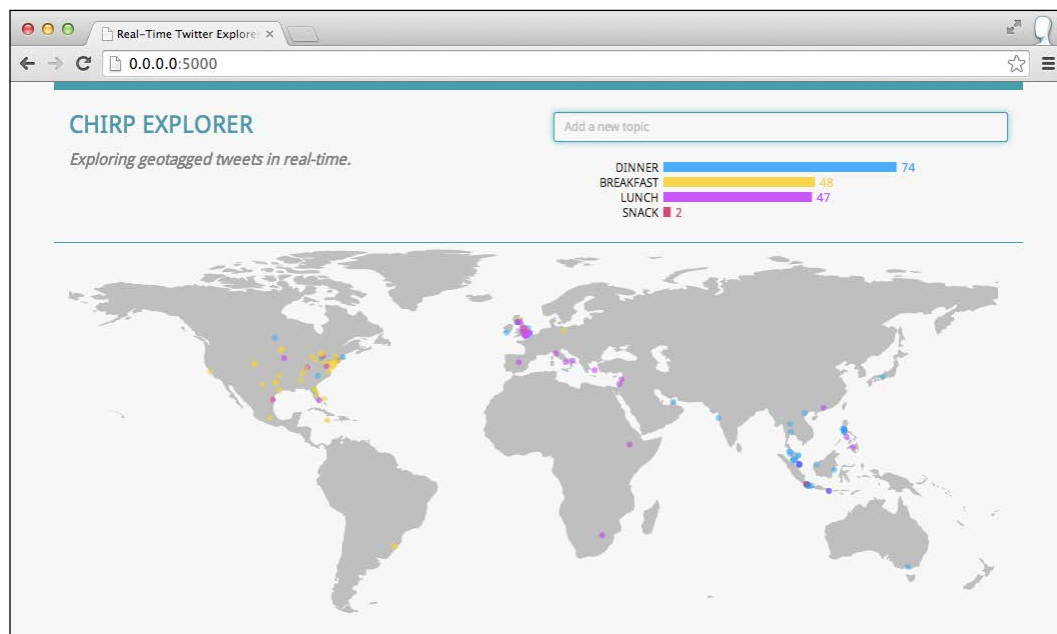 Real-Time Twitter Explore
0.0.0.0:5000
CHIRP EXPLORER
Exploring geotagged tweets in real-time.
Add a new topic
DINNER 74
BREAKFAST 48
LUNCH 47
SNACK 2